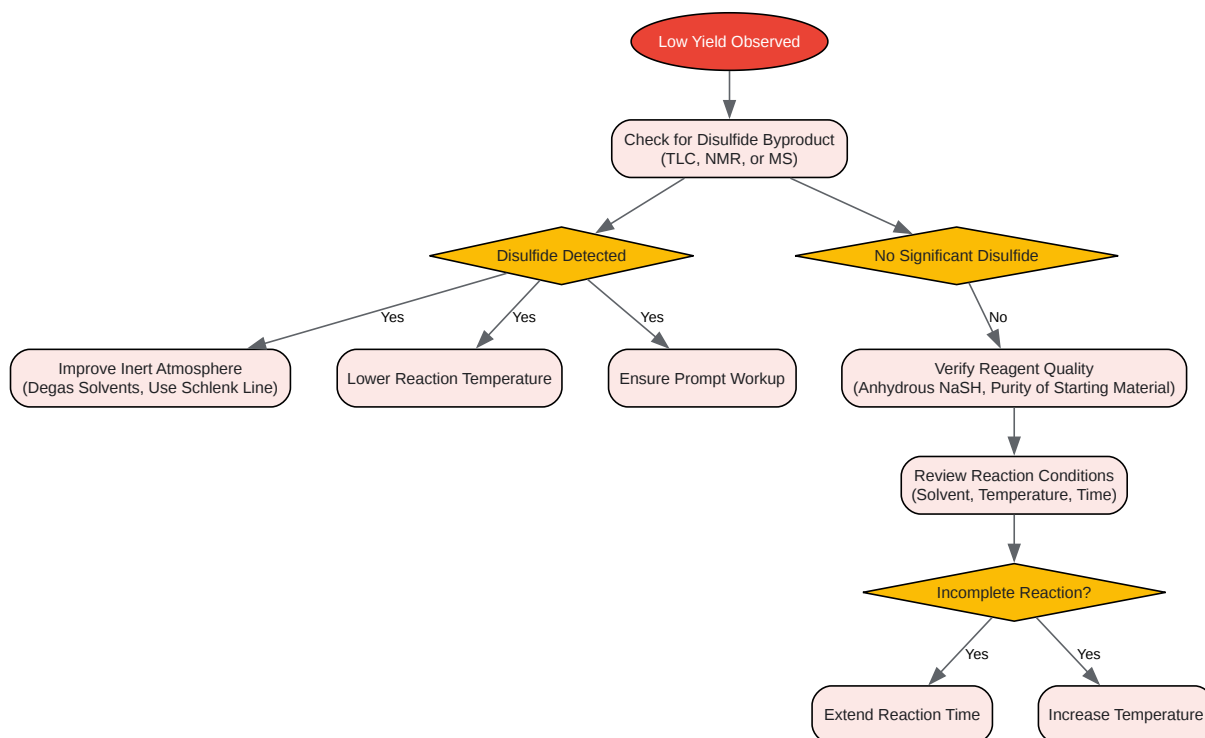 Low Yield Observed
Check for Disulfide Byproduct
(TLC, NMR, or MS)
Disulfide Detected
No Significant Disulfide
Yes
Yes
Yes
No
Improve Inert Atmosphere
(Degas Solvents, Use Schlenk Line)
Lower Reaction Temperature
Ensure Prompt Workup
Verify Reagent Quality
(Anhydrous NaSH, Purity of Starting Material)
Review Reaction Conditions
(Solvent, Temperature, Time)
Incomplete Reaction?
Yes
Yes
Extend Reaction Time
Increase Temperature